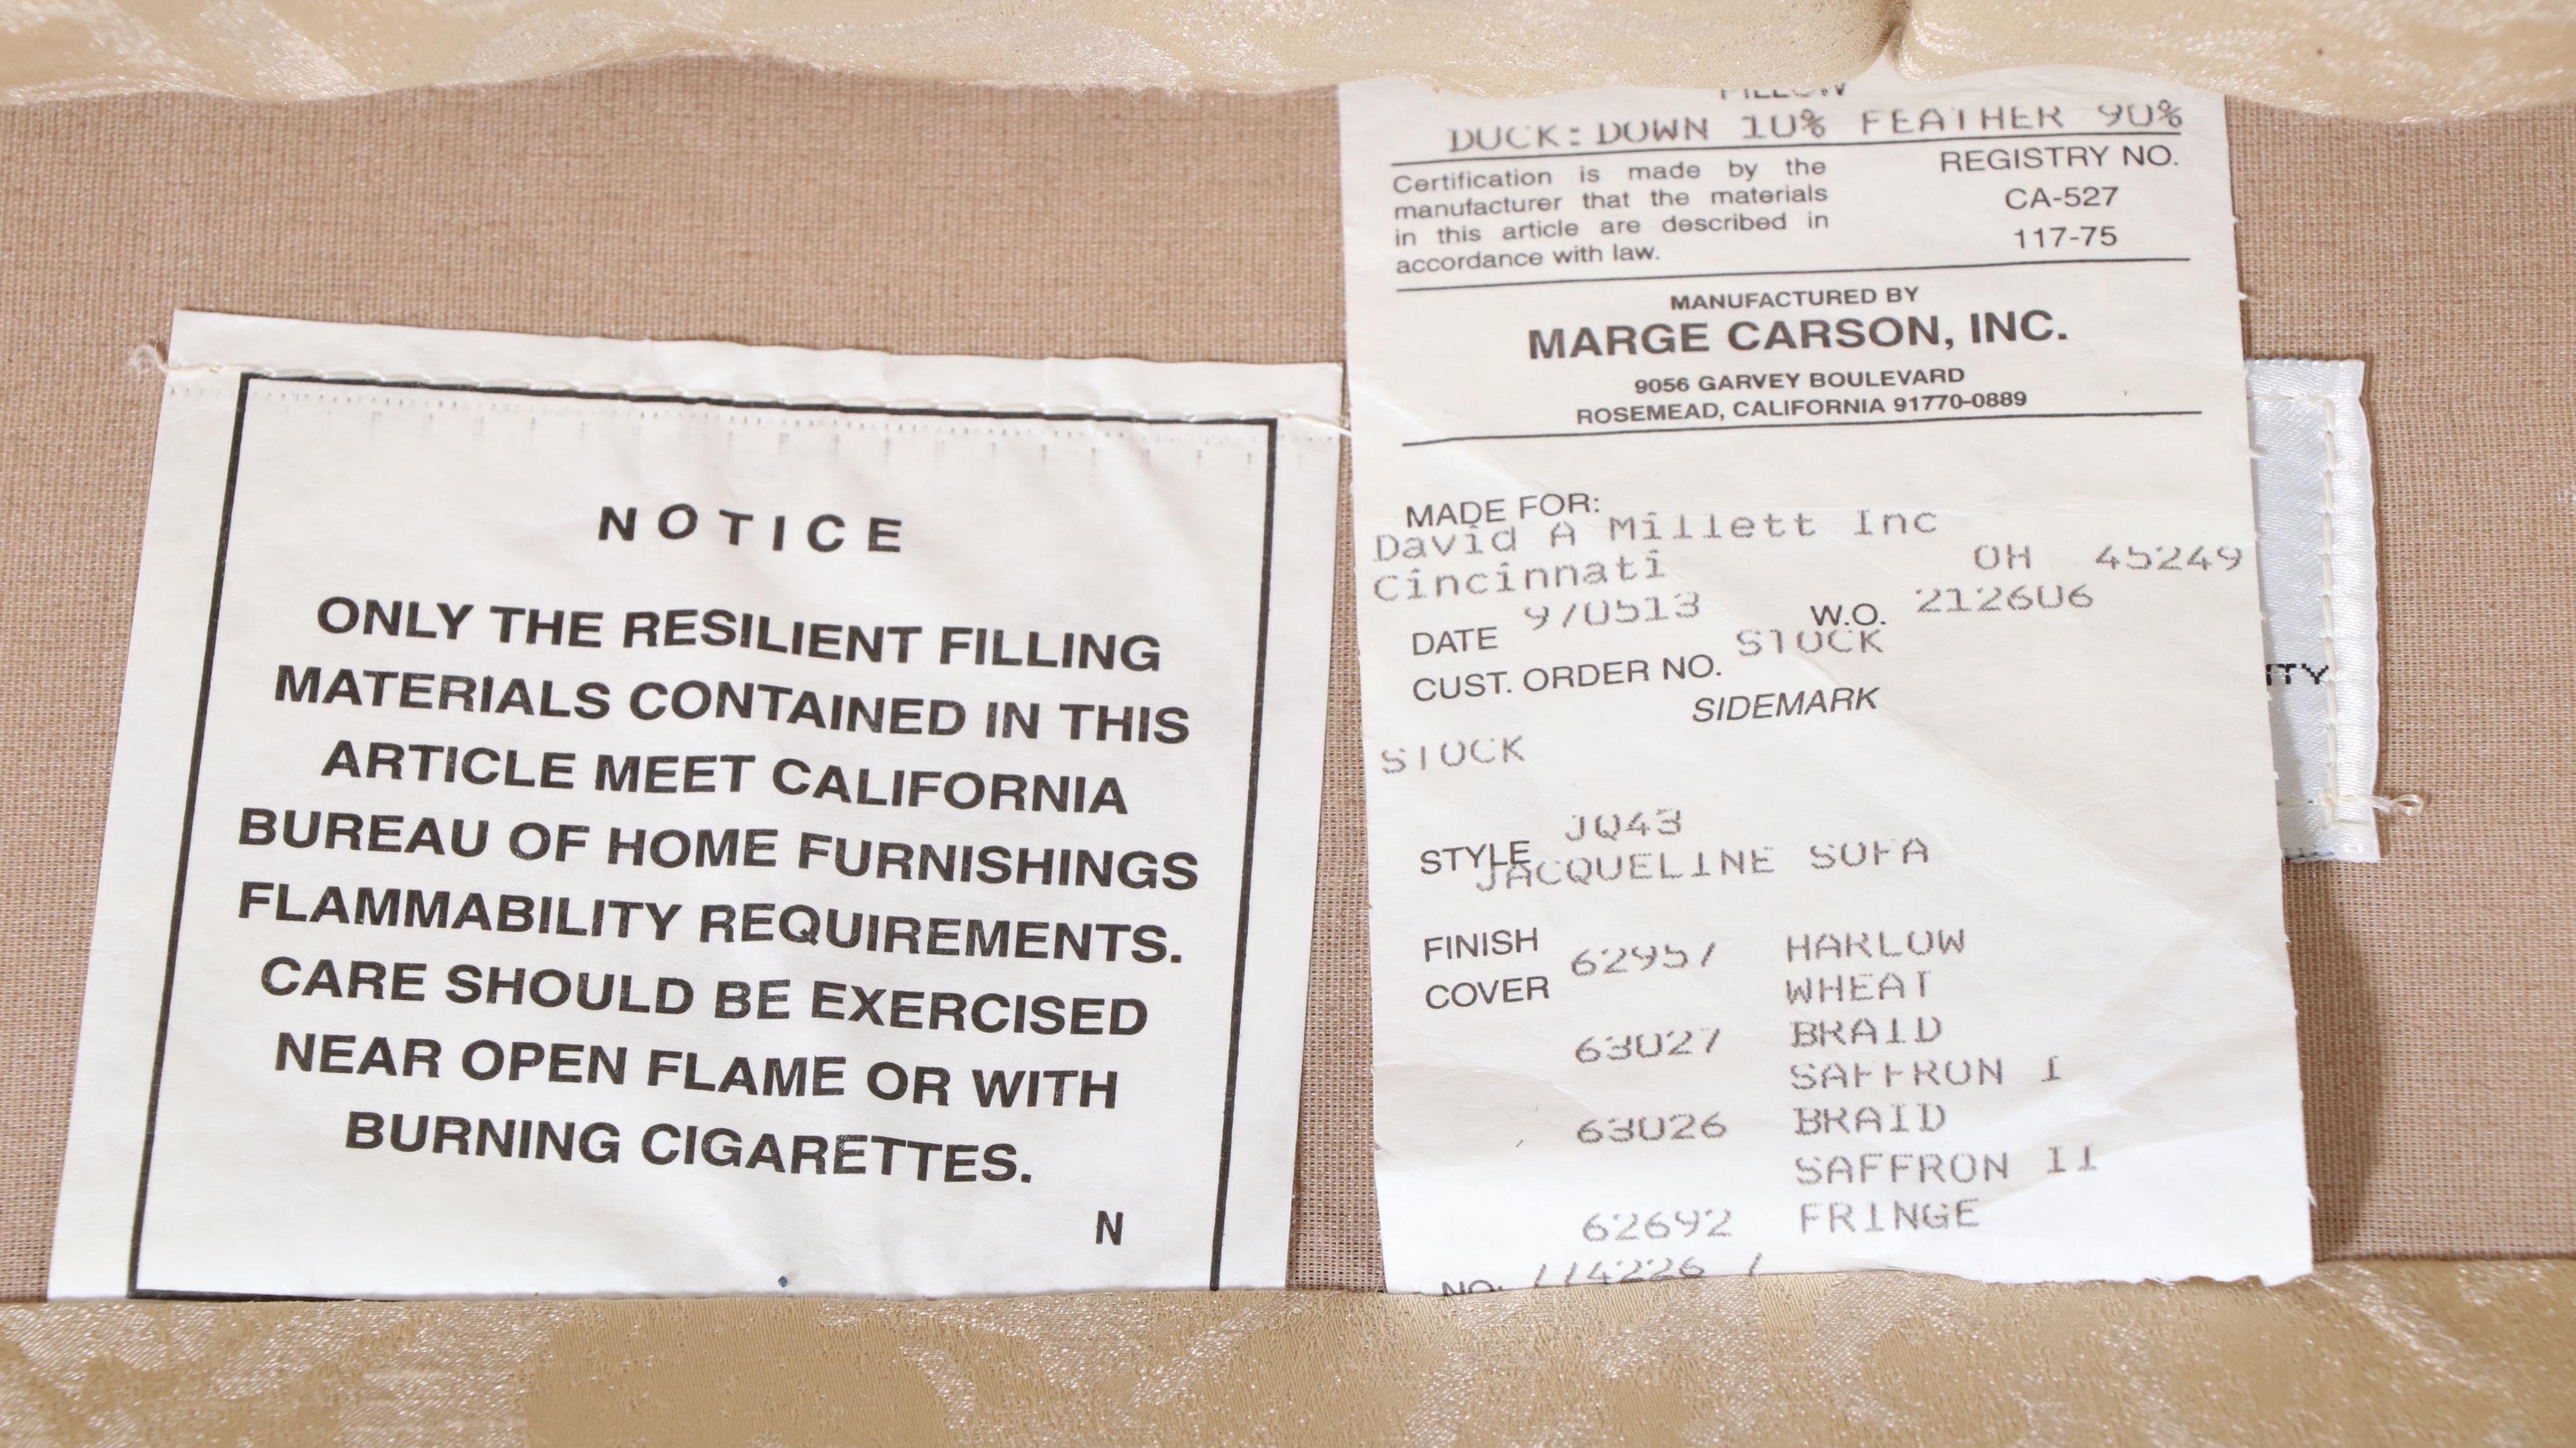 NOTICE
ONLY THE RESILIENT FILLING
MATERIALS CONTAINED IN THIS
ARTICLE MEET CALIFORNIA
BUREAU OF HOME FURNISHINGS
FLAMMABILITY REQUIREMENTS.
CARE SHOULD BE EXERCISED
NEAR OPEN FLAME OR WITH
BURNING CIGARETTES.
N
PILLOW
DUCK: DOWN 10% FEATHER 90%
Certification is made by the
manufacturer that the materials
in this article are described in
accordance with law.
REGISTRY NO.
CA-527
117-75
MANUFACTURED BY
MARGE CARSON, INC.
9056 GARVEY BOULEVARD
ROSEMEAD, CALIFORNIA 91770-0889
MADE FOR:
David A Millett Inc
Cincinnati OH 45249
DATE 970513 W.O. 212606
CUST. ORDER NO. STOCK
SIDEMARK
STOCK
STYLE JQ43
JACQUELINE SOFA
FINISH
COVER 62957 HARLOW
WHEAT
63027 BRAID
SAFFRON I
63026 BRAID
SAFFRON II
62692 FRINGE
NO.